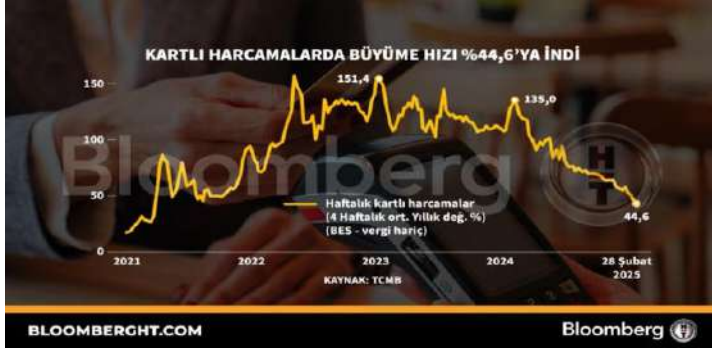 KARTLI HARCAMALARDA BÜYÜME HIZI %44,6'YA İNDİ
150
151,4
135,0
100
Bloomberg HT
50
Haftalık kartlı harcamalar
(4 Haftalık ort. Yıllık değ. %)
(BES - vergi hariç)
44,6
0
2021
2022
2023
2024
28 Şubat
2025
KAYNAK: TCMB
BLOOMBERGHT.COM
Bloomberg HT